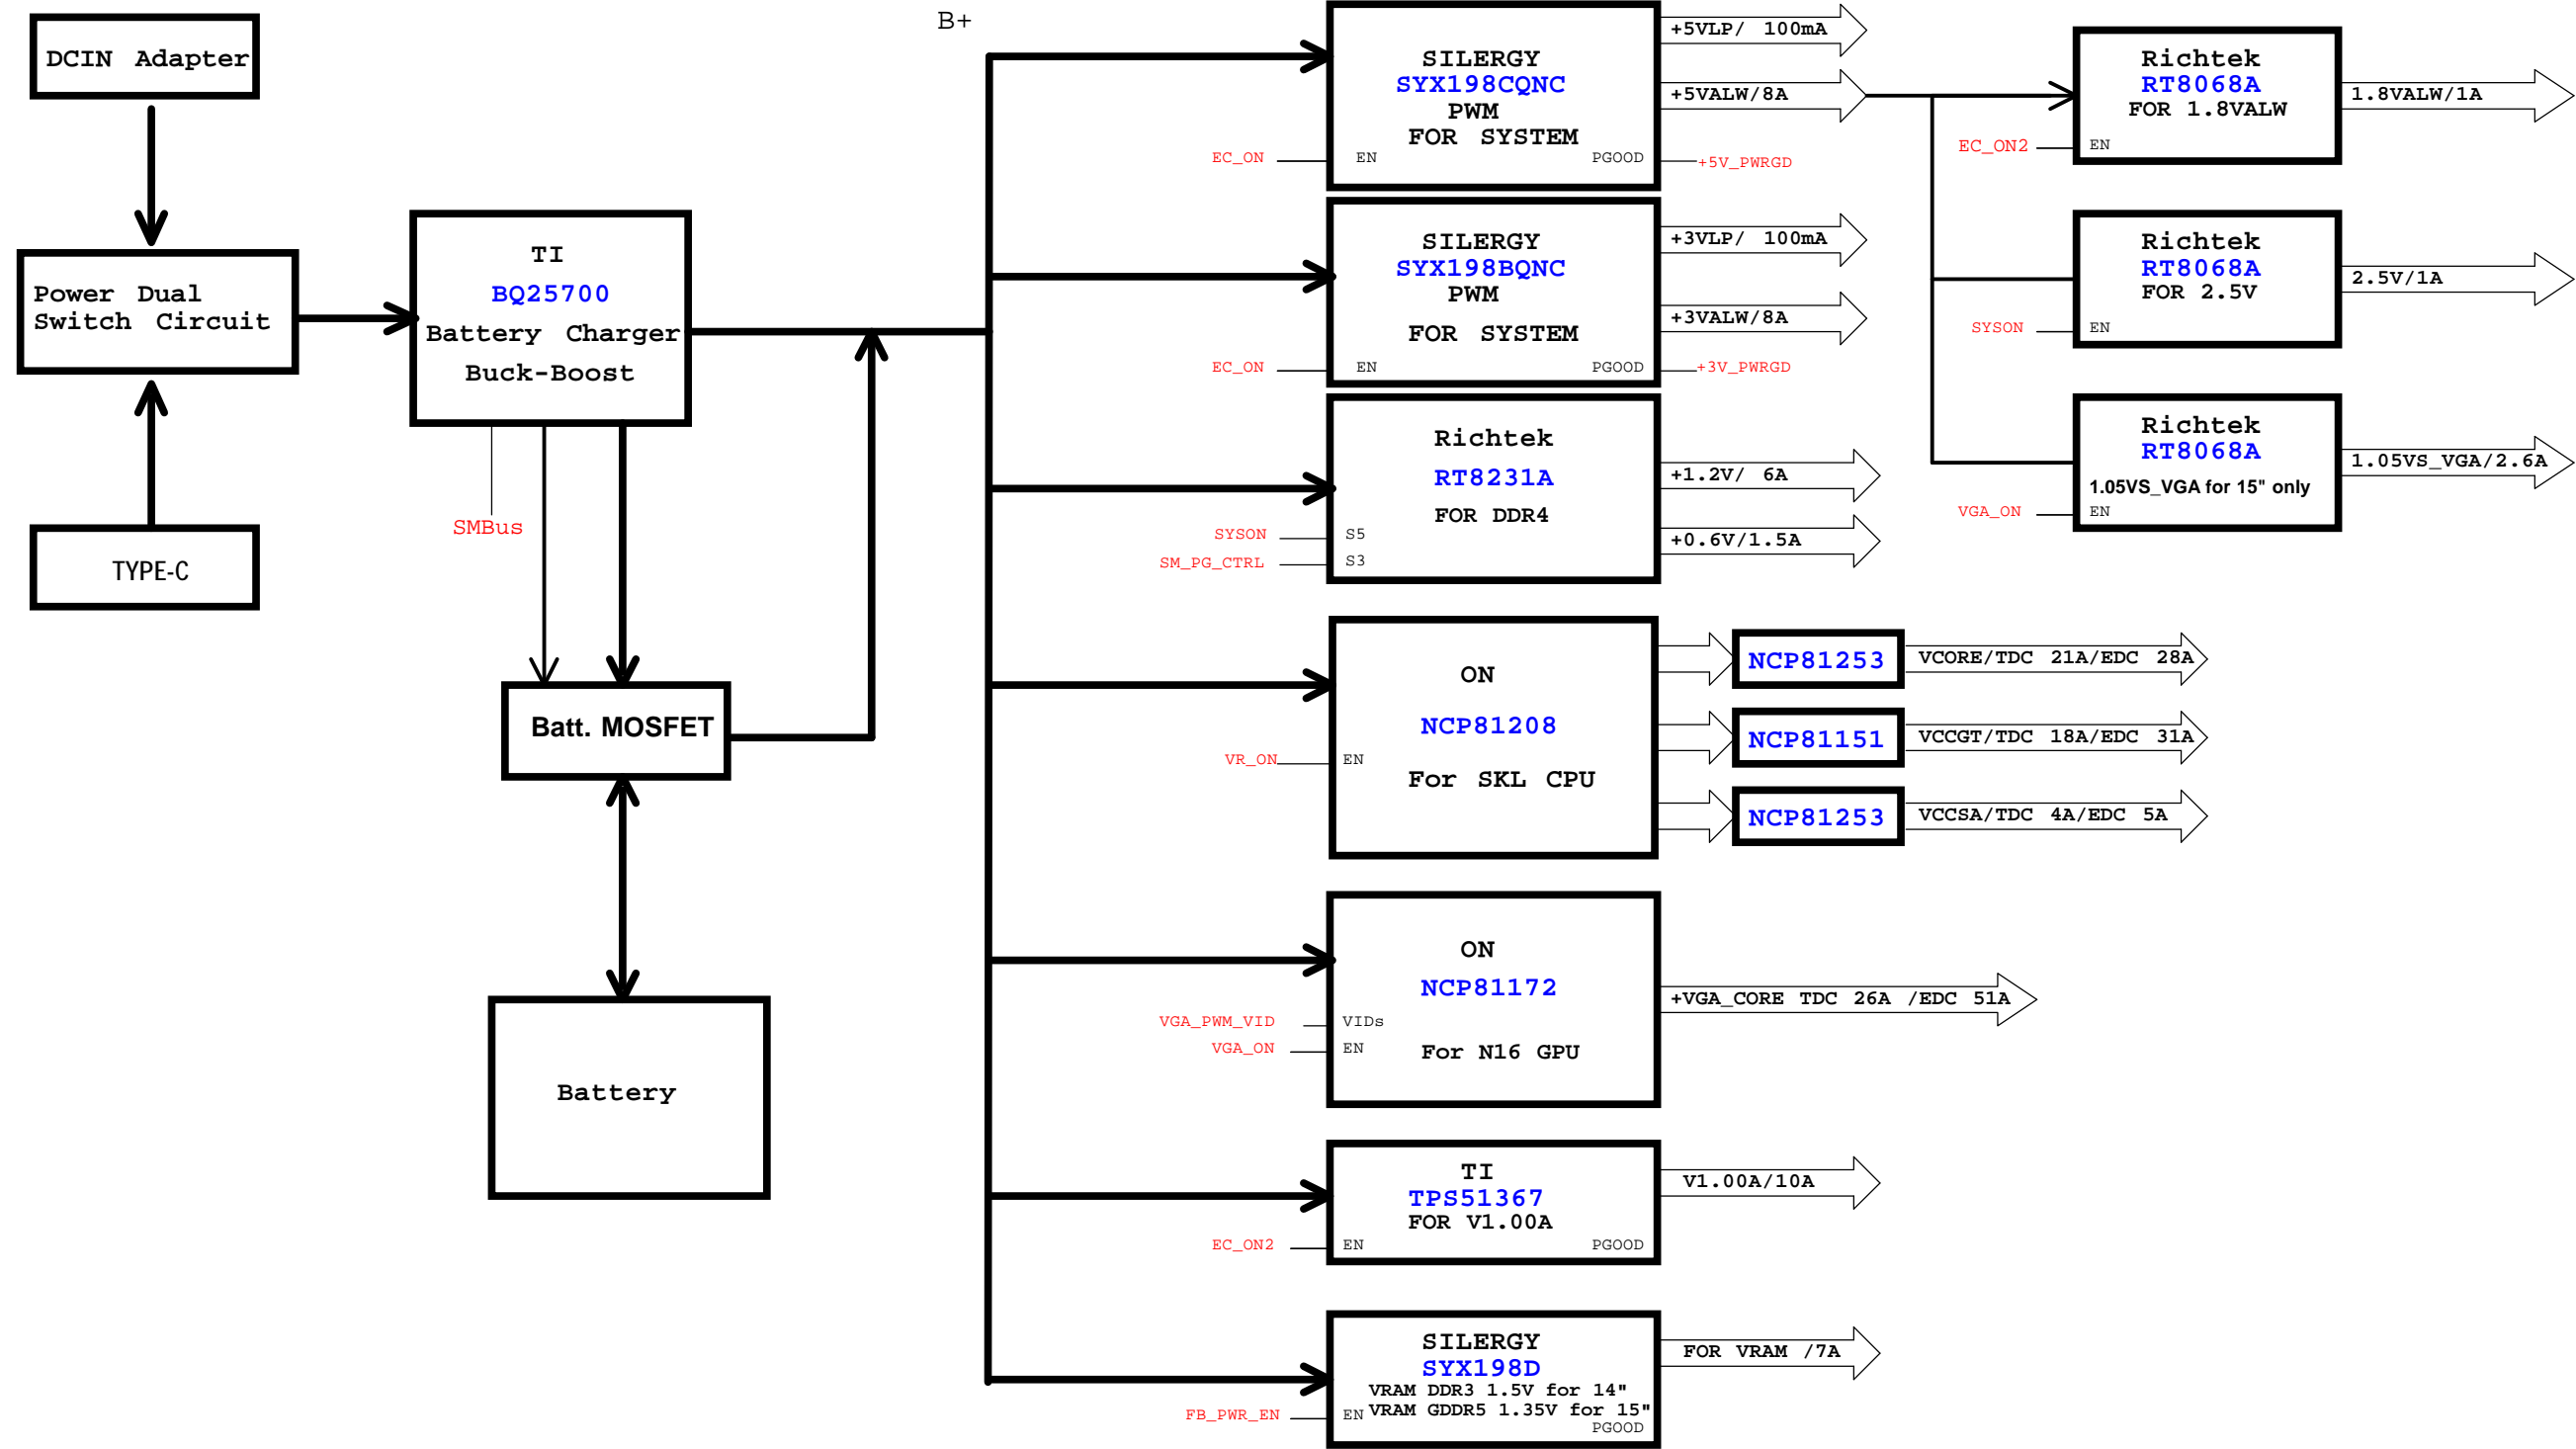 DCIN Adapter
Power Dual
Switch Circuit
TYPE-C
TI
BQ25700
Battery Charger
Buck-Boost
SMBus
Batt. MOSFET
Battery
B+
SILERGY
SYX198CQNC
PWM
FOR SYSTEM
EC_ON
EN
PGOOD
+5VLP/ 100mA
+5VALW/8A
+5V_PWRGD
SILERGY
SYX198BQNC
PWM
FOR SYSTEM
EC_ON
EN
PGOOD
+3VLP/ 100mA
+3VALW/8A
+3V_PWRGD
Richtek
RT8231A
FOR DDR4
SYSON
S5
SM_PG_CTRL
S3
+1.2V/ 6A
+0.6V/1.5A
Richtek
RT8068A
FOR 1.8VALW
EC_ON2
EN
1.8VALW/1A
Richtek
RT8068A
FOR 2.5V
SYSON
EN
2.5V/1A
Richtek
RT8068A
1.05VS_VGA for 15" only
VGA_ON
EN
1.05VS_VGA/2.6A
ON
NCP81208
For SKL CPU
VR_ON
EN
NCP81253
VCORE/TDC 21A/EDC 28A
NCP81151
VCCGT/TDC 18A/EDC 31A
NCP81253
VCCSA/TDC 4A/EDC 5A
ON
NCP81172
For N16 GPU
VGA_PWM_VID
VIDs
VGA_ON
EN
+VGA_CORE TDC 26A /EDC 51A
TI
TPS51367
FOR V1.00A
EC_ON2
EN
PGOOD
V1.00A/10A
SILERGY
SYX198D
VRAM DDR3 1.5V for 14"
VRAM GDDR5 1.35V for 15"
FB_PWR_EN
EN
PGOOD
FOR VRAM /7A